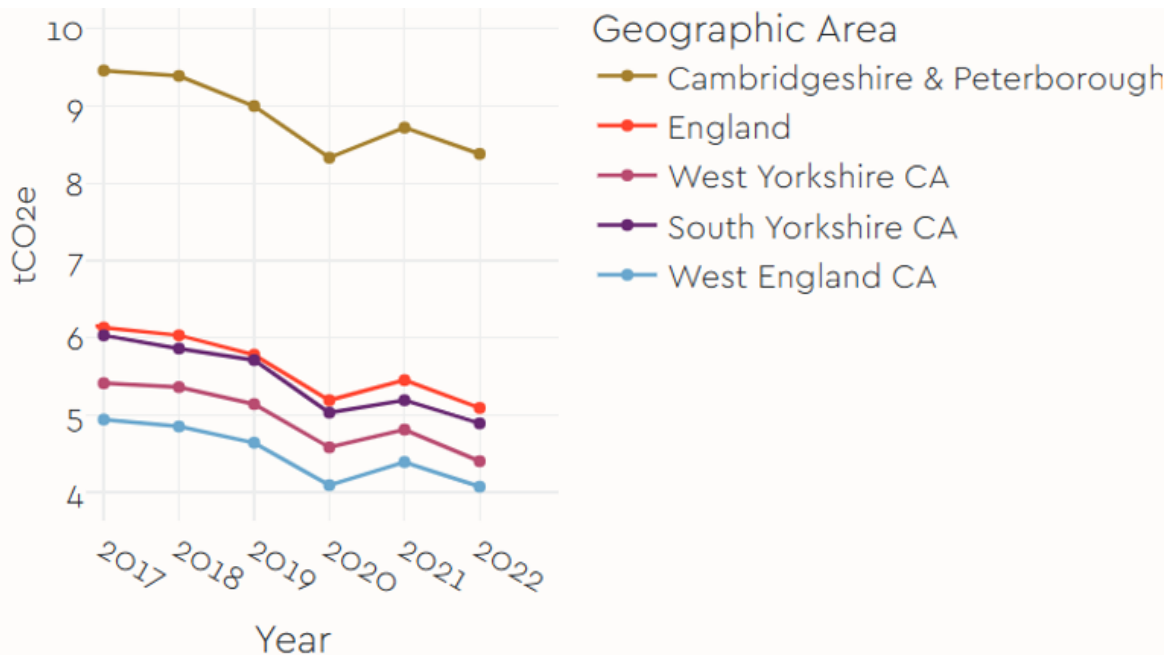 10
9
8
7
6
5
4
tCO2e
2017
2018
2019
2020
2021
2022
Year
Geographic Area
Cambridgeshire & Peterborough
England
West Yorkshire CA
South Yorkshire CA
West England CA